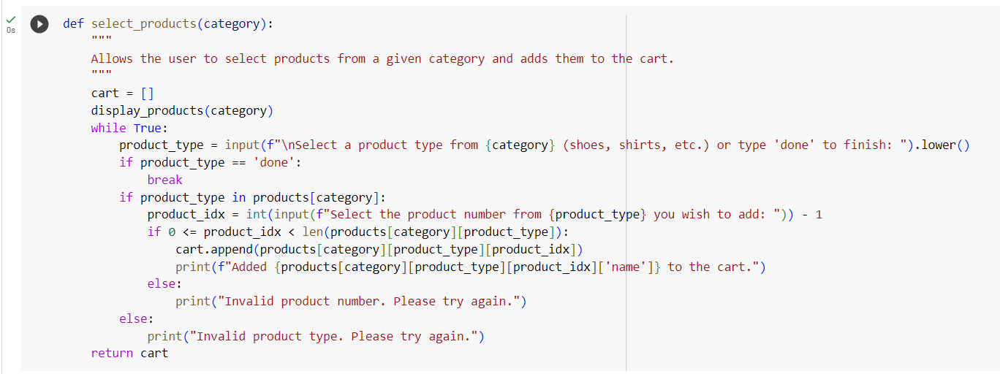 def select_products(category):
    """
    Allows the user to select products from a given category and adds them to the cart.
    """
    cart = []
    display_products(category)
    while True:
        product_type = input(f"\nSelect a product type from {category} (shoes, shirts, etc.) or type 'done' to finish: ").lower()
        if product_type == 'done':
            break
        if product_type in products[category]:
            product_idx = int(input(f"Select the product number from {product_type} you wish to add: ")) - 1
            if 0 <= product_idx < len(products[category][product_type]):
                cart.append(products[category][product_type][product_idx])
                print(f"Added {products[category][product_type][product_idx]['name']} to the cart.")
            else:
                print("Invalid product number. Please try again.")
        else:
            print("Invalid product type. Please try again.")
    return cart
0s